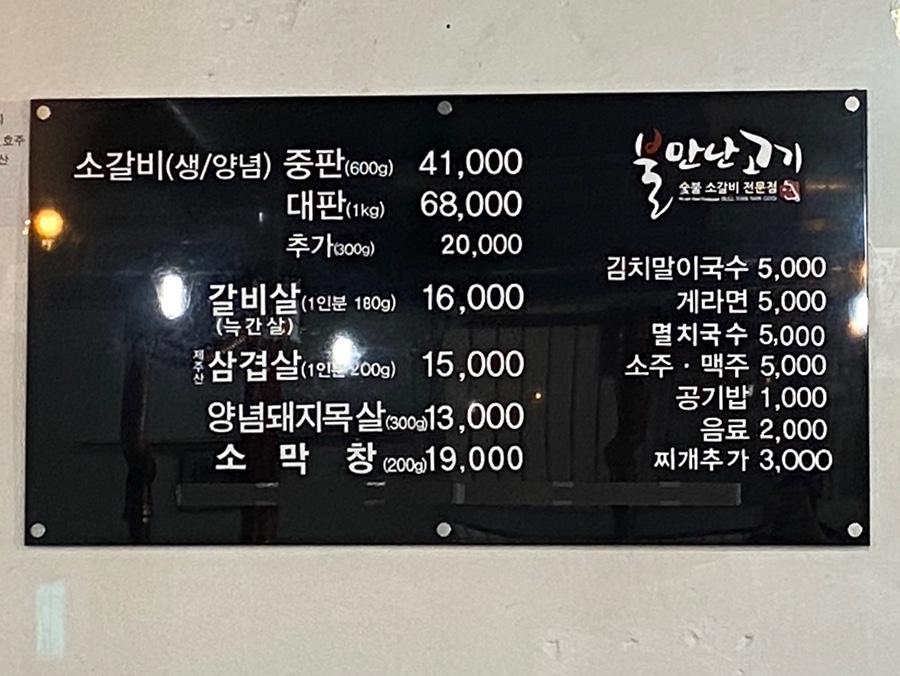 호주
산
소갈비(생/양념) 중판(600g) 41,000
대판(1kg) 68,000
추가(300g) 20,000
갈비살(1인분 180g) 16,000
(늑간살)
제주산 삼겹살(1인분 200g) 15,000
양념돼지목살(300g) 13,000
소 막 창 (200g) 19,000
불만난고기
숯불 소갈비 전문점
김치말이국수 5,000
게라면 5,000
멸치국수 5,000
소주 · 맥주 5,000
공기밥 1,000
음료 2,000
찌개추가 3,000